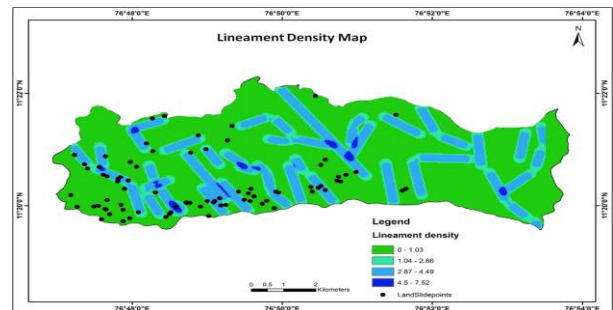 76°48'0"E 76°50'0"E 76°52'0"E 76°54'0"E
Lineament Density Map
N
11°22'0"N 11°22'0"N
11°20'0"N 11°20'0"N
Legend
Lineament density
0 - 1.03
1.04 - 2.86
2.87 - 4.49
4.5 - 7.52
LandSlidepoints
0 0.5 1 2
Kilometers
76°48'0"E 76°50'0"E 76°52'0"E 76°54'0"E